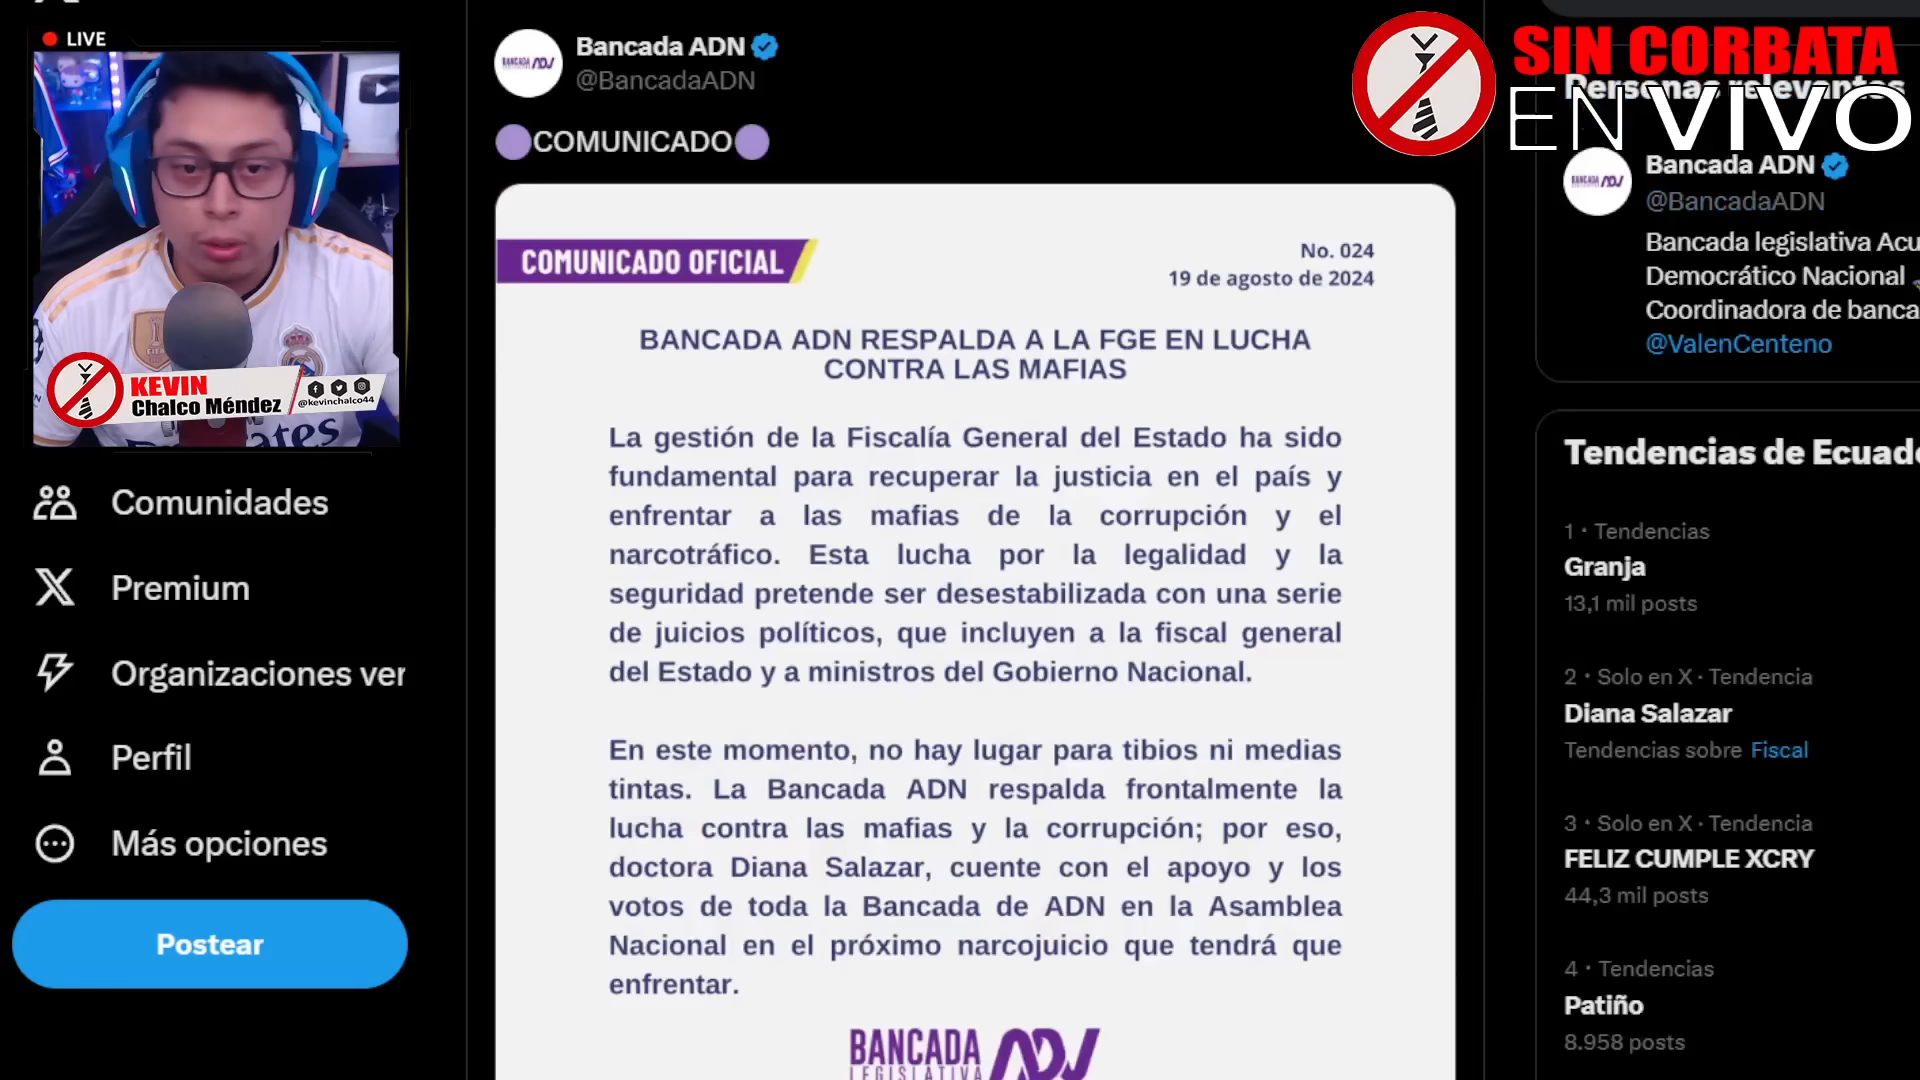 LIVE
KEVIN
Chalco Méndez
@kevinchalco44
Comunidades
Premium
Organizaciones ver
Perfil
Más opciones
Postear
Bancada ADN
@BancadaADN
COMUNICADO
COMUNICADO OFICIAL
No. 024
19 de agosto de 2024
BANCADA ADN RESPALDA A LA FGE EN LUCHA
CONTRA LAS MAFIAS
La gestión de la Fiscalía General del Estado ha sido
fundamental para recuperar la justicia en el país y
enfrentar a las mafias de la corrupción y el
narcotráfico. Esta lucha por la legalidad y la
seguridad pretende ser desestabilizada con una serie
de juicios políticos, que incluyen a la fiscal general
del Estado y a ministros del Gobierno Nacional.
En este momento, no hay lugar para tibios ni medias
tintas. La Bancada ADN respalda frontalmente la
lucha contra las mafias y la corrupción; por eso,
doctora Diana Salazar, cuente con el apoyo y los
votos de toda la Bancada de ADN en la Asamblea
Nacional en el próximo narcojuicio que tendrá que
enfrentar.
BANCADA ADN
LEGISLATIVA
SIN CORBATA
EN VIVO
Personas relevantes
Bancada ADN
@BancadaADN
Bancada legislativa Acu
Democrático Nacional
Coordinadora de banca
@ValenCenteno
Tendencias de Ecuado
1 · Tendencias
Granja
13,1 mil posts
2 · Solo en X · Tendencia
Diana Salazar
Tendencias sobre Fiscal
3 · Solo en X · Tendencia
FELIZ CUMPLE XCRY
44,3 mil posts
4 · Tendencias
Patiño
8.958 posts